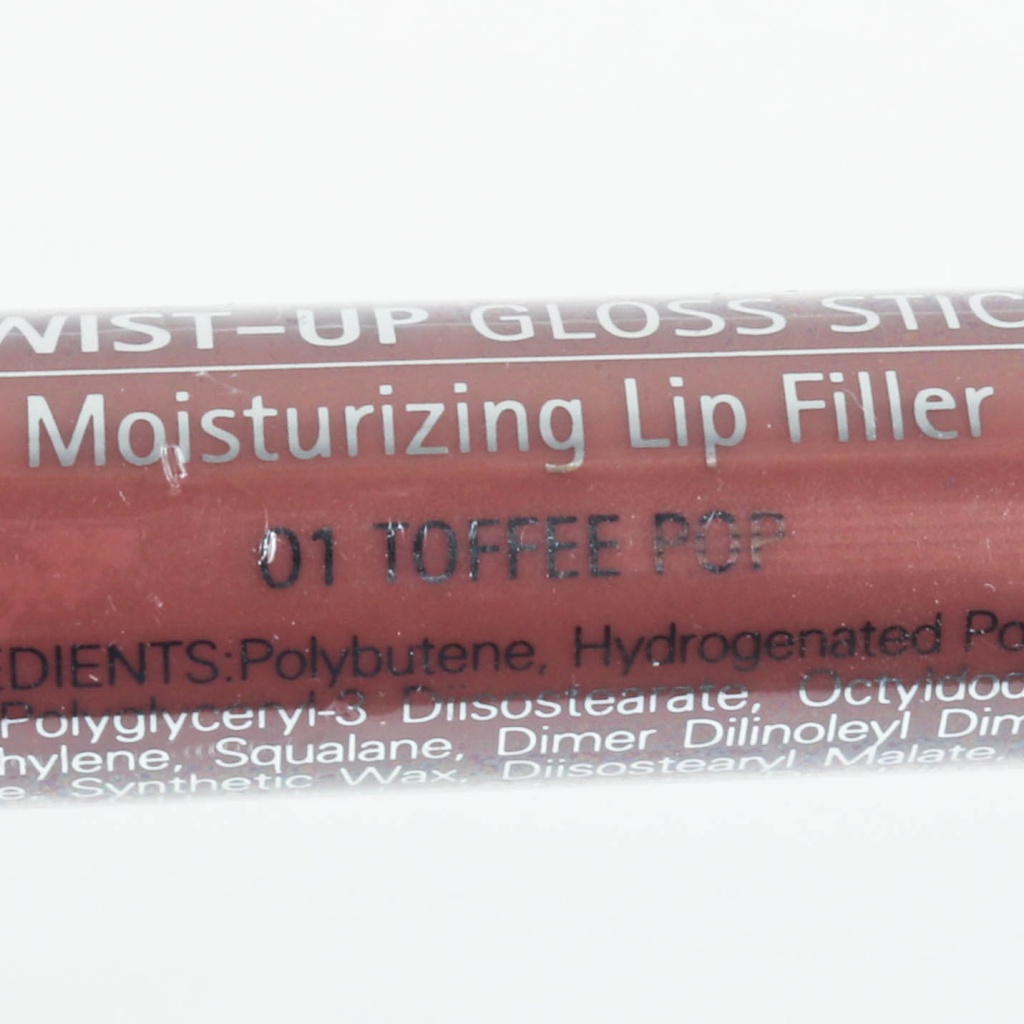 WIST-UP GLOSS STIC
Moisturizing Lip Filler
01 TOFFEE POP
EDIENTS:Polybutene, Hydrogenated Po
Polyglyceryl-3 Diisostearate, Octyldod
hylene, Squalane, Dimer Dilinoleyl Dim
e, Synthetic Wax, Diisostearyl Malate,